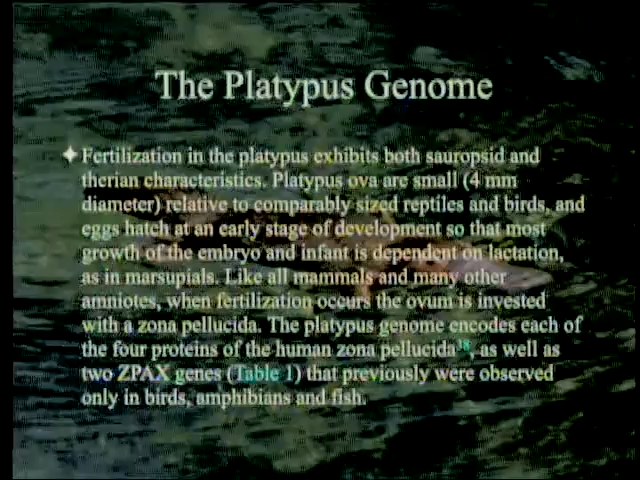 The Platypus Genome
Fertilization in the platypus exhibits both sauropsid and
therian characteristics. Platypus ova are small (4 mm
diameter) relative to comparably sized reptiles and birds, and
eggs hatch at an early stage of development so that most
growth of the embryo and infant is dependent on lactation,
as in marsupials. Like all mammals and many other
amniotes, when fertilization occurs the ovum is invested
with a zona pellucida. The platypus genome encodes each of
the four proteins of the human zona pellucida³⁸, as well as
two ZPAX genes (Table 1) that previously were observed
only in birds, amphibians and fish.